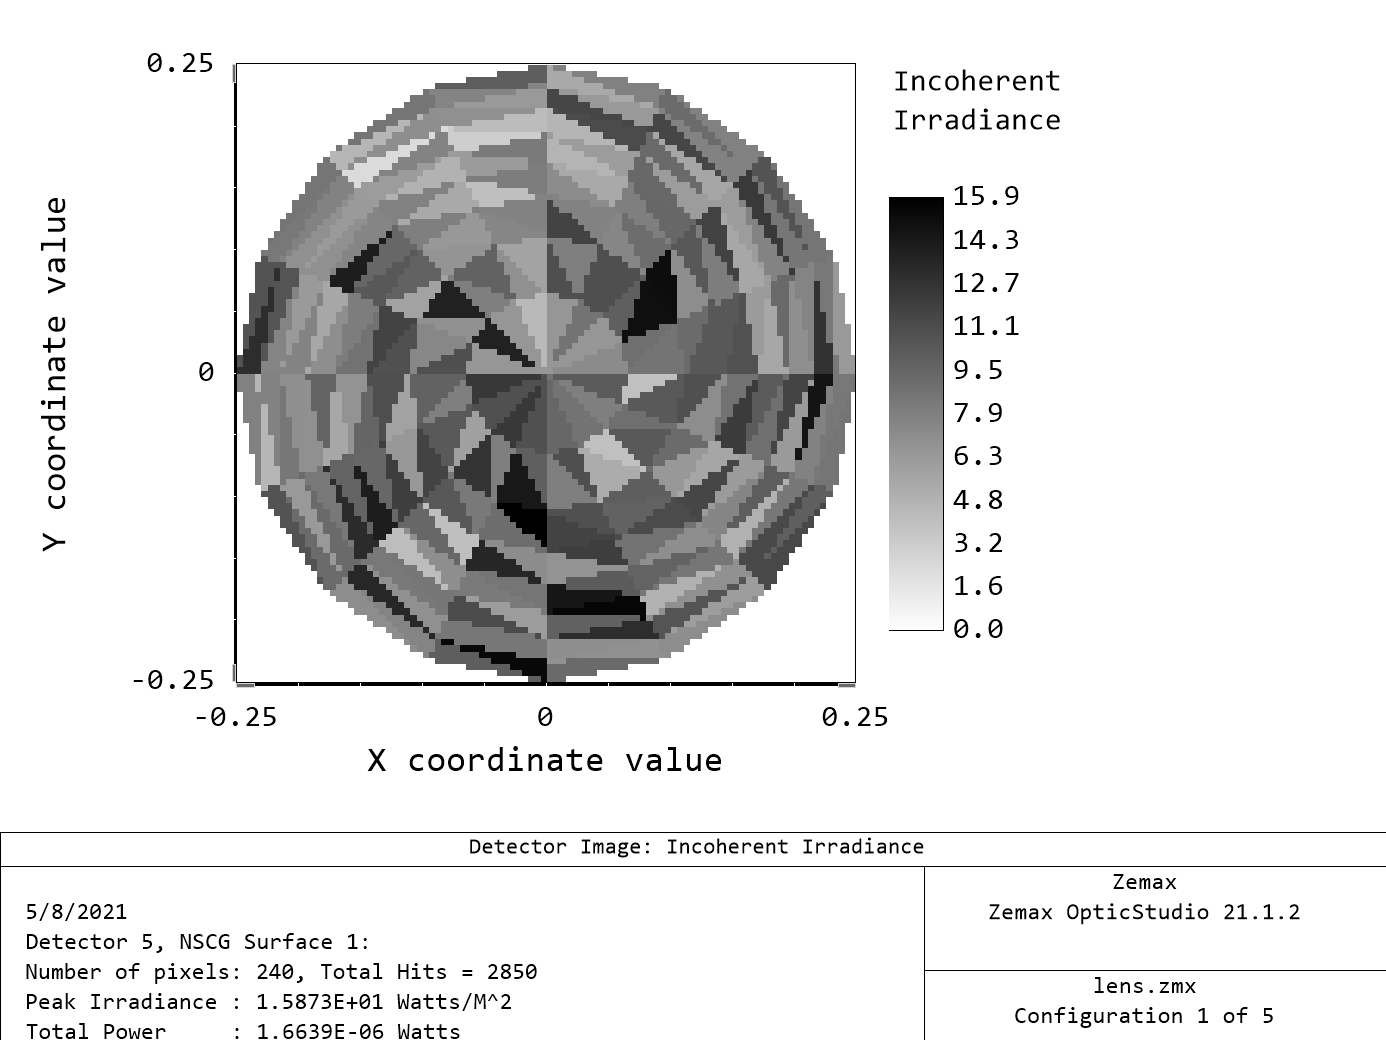 0.25
0
-0.25
Y coordinate value
-0.25
0
0.25
X coordinate value
Incoherent
Irradiance
15.9
14.3
12.7
11.1
9.5
7.9
6.3
4.8
3.2
1.6
0.0
Detector Image: Incoherent Irradiance
5/8/2021
Detector 5, NSCG Surface 1:
Number of pixels: 240, Total Hits = 2850
Peak Irradiance : 1.5873E+01 Watts/M^2
Total Power     : 1.6639E-06 Watts
Zemax
Zemax OpticStudio 21.1.2
lens.zmx
Configuration 1 of 5